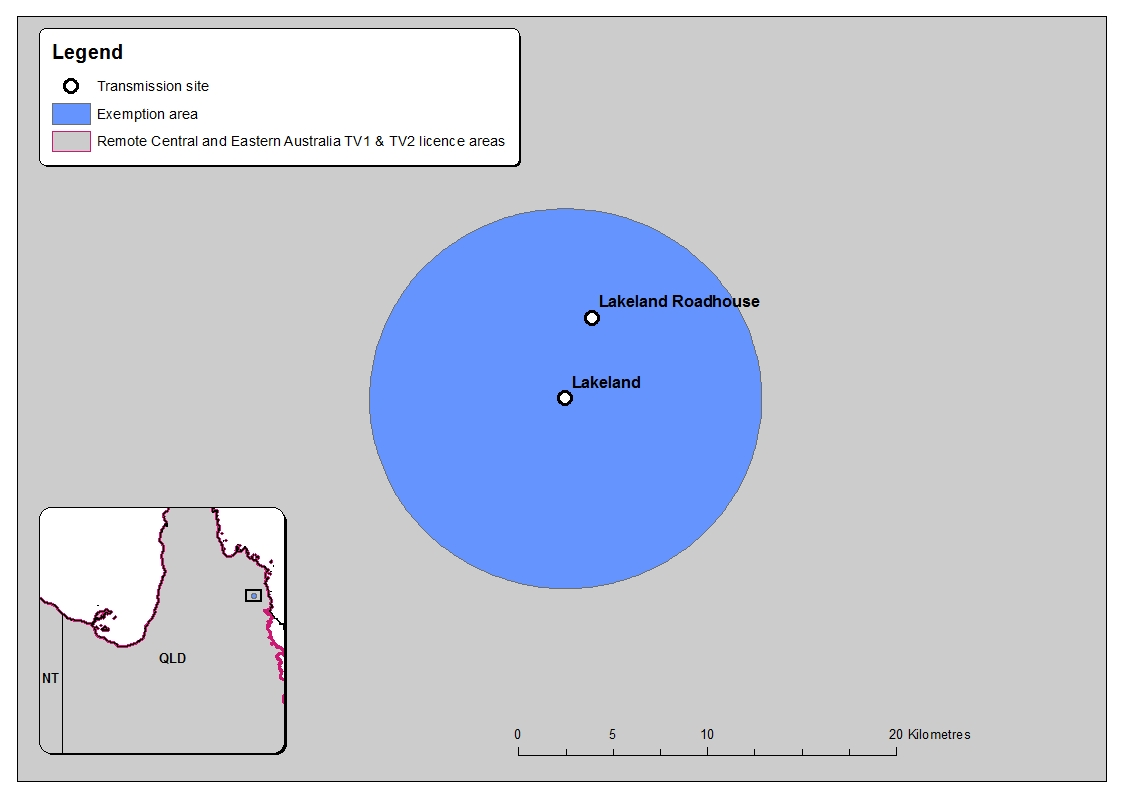 Legend
Transmission site
Exemption area
Remote Central and Eastern Australia TV1 & TV2 licence areas
Lakeland Roadhouse
Lakeland
QLD
NT
0 5 10 20 Kilometres